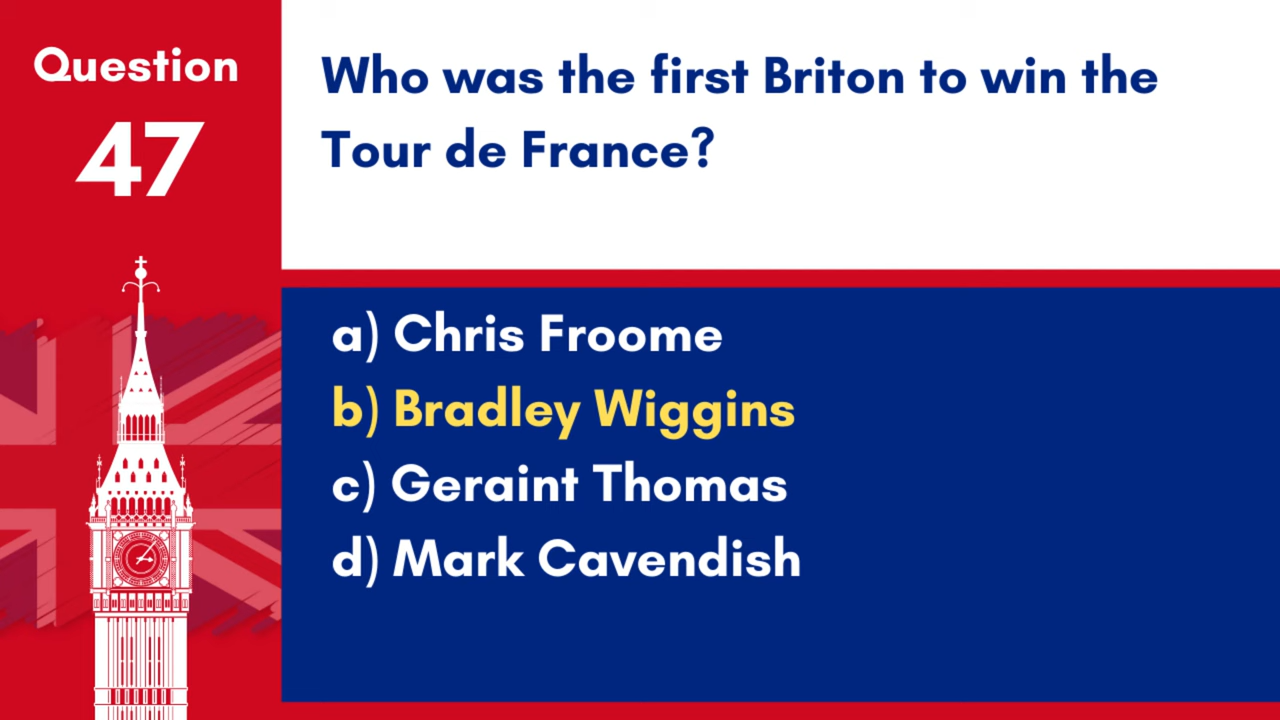 Question
47
Who was the first Briton to win the
Tour de France?
a) Chris Froome
b) Bradley Wiggins
c) Geraint Thomas
d) Mark Cavendish